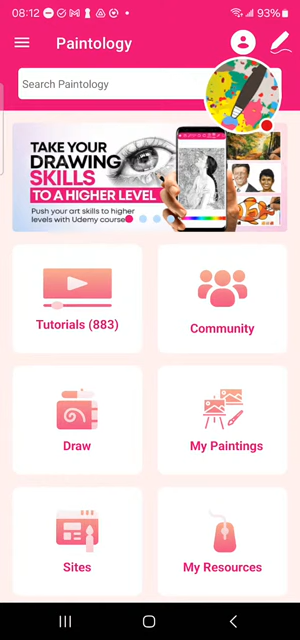 08:12
93%
Paintology
Search Paintology
TAKE YOUR
DRAWING
SKILLS
TO A HIGHER LEVEL
Push your art skills to higher
levels with Udemy course
Tutorials (883)
Community
Draw
My Paintings
Sites
My Resources